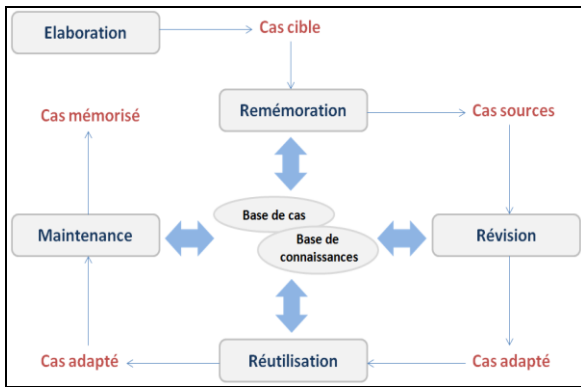 Elaboration
Cas cible
Remémoration
Cas sources
Cas mémorisé
Base de cas
Base de
connaissances
Maintenance
Révision
Cas adapté
Réutilisation
Cas adapté